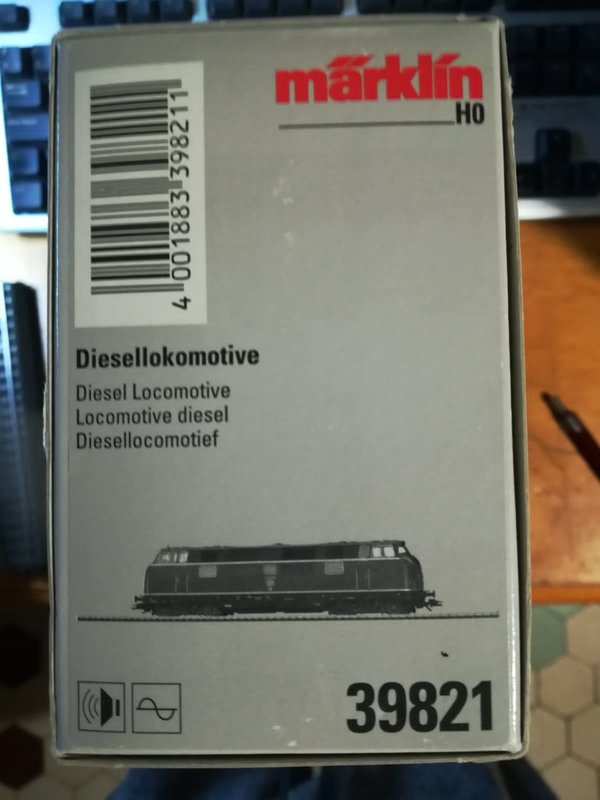 märklin
H0
4 001883 398211
Diesellokomotive
Diesel Locomotive
Locomotive diesel
Diesellocomotief
39821